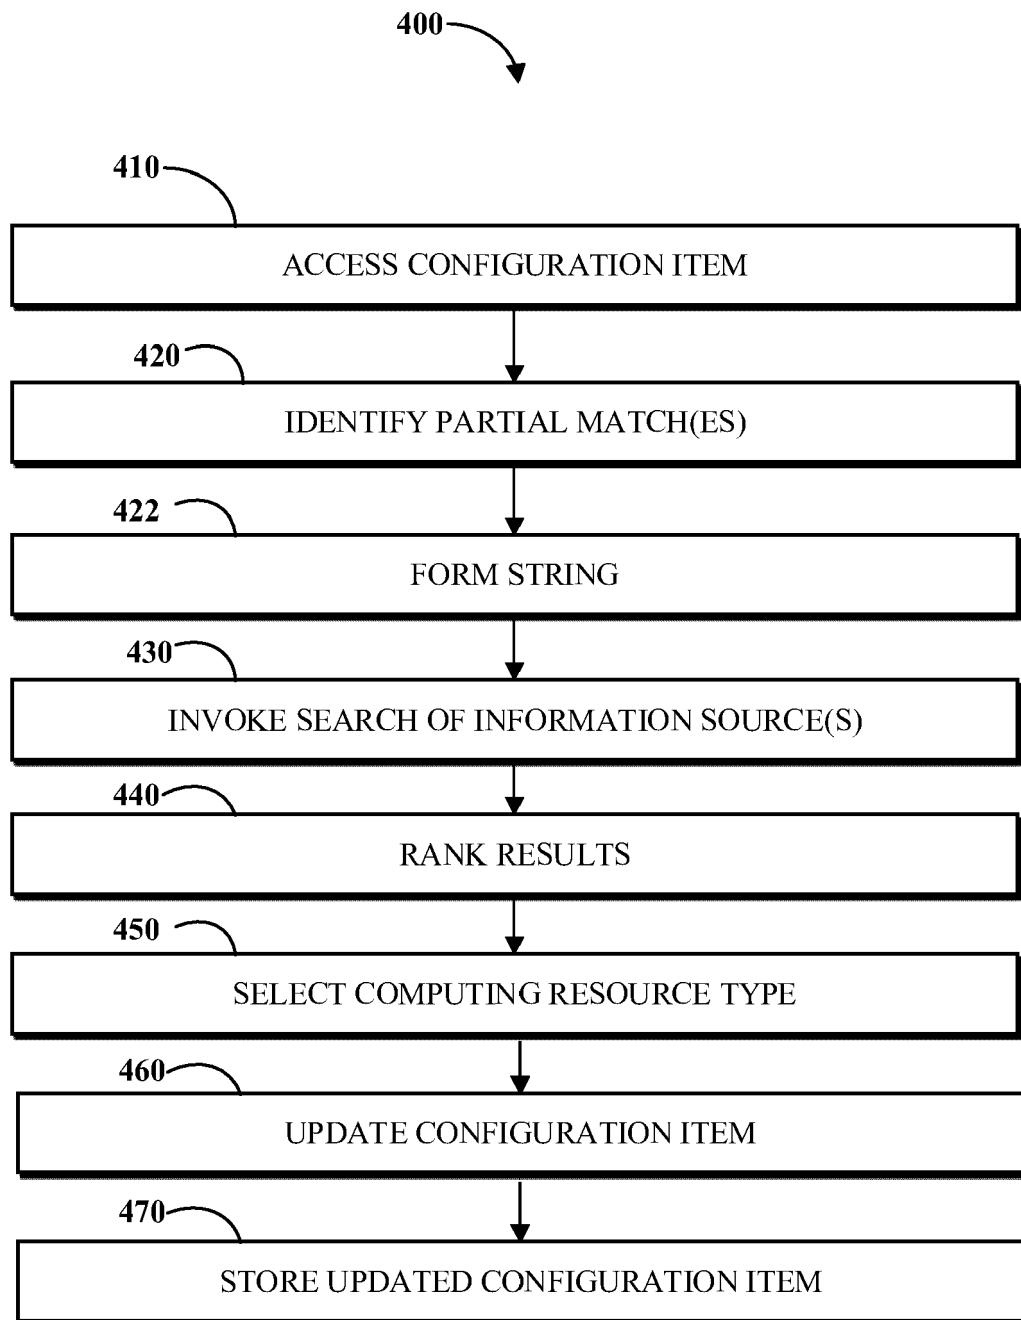 400
410
ACCESS CONFIGURATION ITEM
420
IDENTIFY PARTIAL MATCH(ES)
422
FORM STRING
430
INVOKE SEARCH OF INFORMATION SOURCE(S)
440
RANK RESULTS
450
SELECT COMPUTING RESOURCE TYPE
460
UPDATE CONFIGURATION ITEM
470
STORE UPDATED CONFIGURATION ITEM